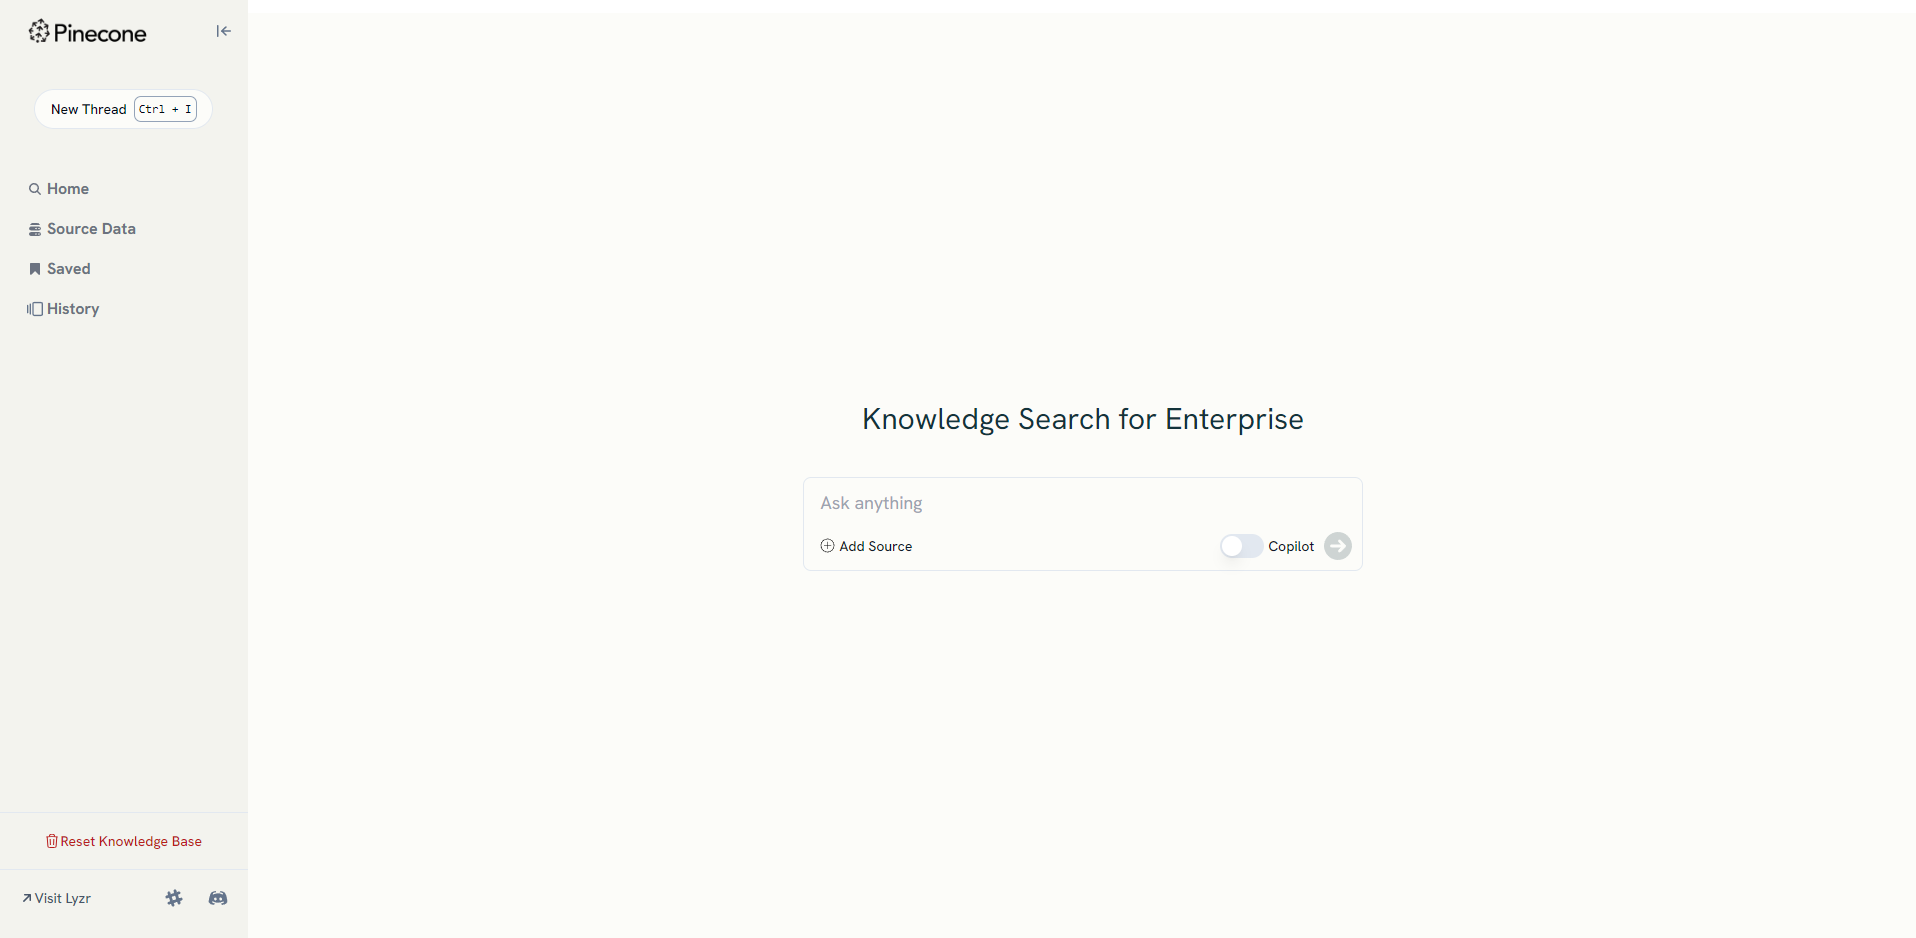 Pinecone
New Thread Ctrl + I
Home
Source Data
Saved
History
Knowledge Search for Enterprise
Ask anything
Add Source Copilot
Reset Knowledge Base
Visit Lyzr